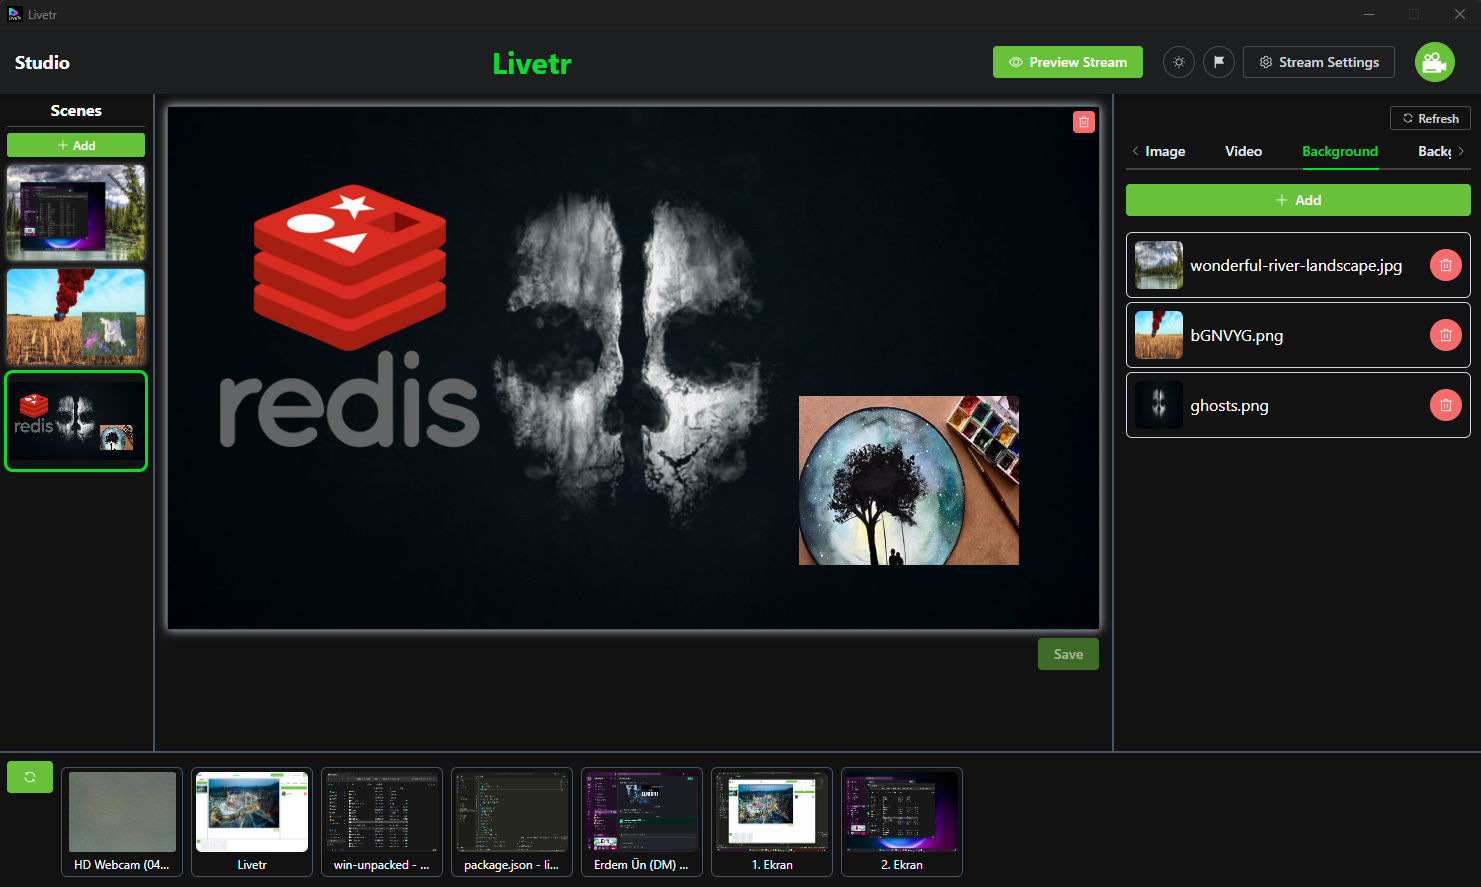 Livetr
Studio
Livetr
Preview Stream
Stream Settings
Scenes
Add
redis
redis
Save
Refresh
Image
Video
Background
Add
wonderful-river-landscape.jpg
bGNVYG.png
ghosts.png
HD Webcam (04...
Livetr
win-unpacked - ...
package.json - li...
Erdem Ün (DM) ...
1. Ekran
2. Ekran